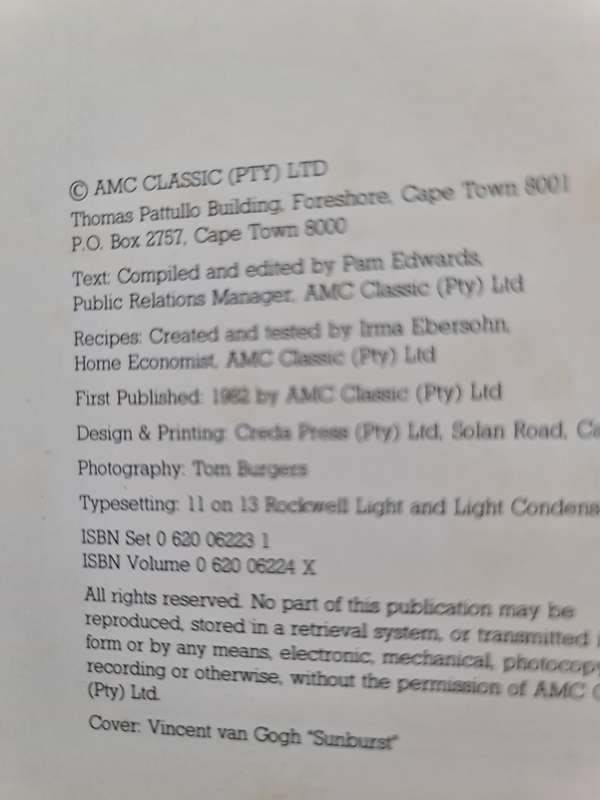 © AMC CLASSIC (PTY) LTD
Thomas Pattullo Building, Foreshore, Cape Town 8001
P.O. Box 2757, Cape Town 8000
Text: Compiled and edited by Pam Edwards,
Public Relations Manager, AMC Classic (Pty) Ltd
Recipes: Created and tested by Irma Ebersohn,
Home Economist, AMC Classic (Pty) Ltd
First Published: 1982 by AMC Classic (Pty) Ltd
Design & Printing: Creda Press (Pty) Ltd, Solan Road,
Photography: Tom Burgers
Typesetting: 11 on 13 Rockwell Light and Light
ISBN Set 0 620 06223 1
ISBN Volume 0 620 06224 X
All rights reserved. No part of this publication may be
reproduced, stored in a retrieval system, or transmitted
form or by any means, electronic, mechanical,
recording or otherwise, without the permission of AMC
(Pty) Ltd.
Cover: Vincent van Gogh "Sunburst"